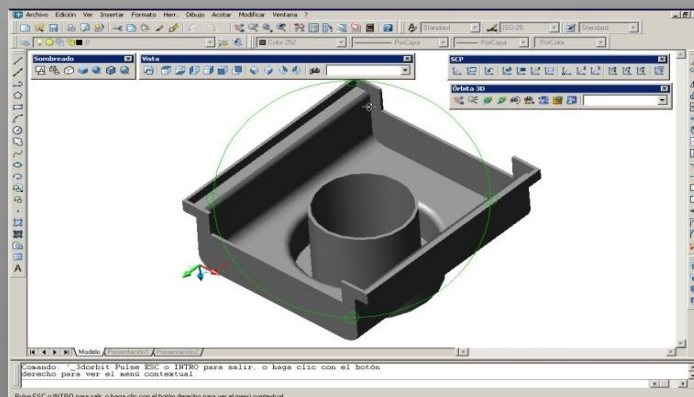 Archivo Edición Ver Insertar Formato Herr. Dibujo Acotar Modificar Ventana ?
Standard ISO-25 Standard
0 Color 252 PorCapa PorCapa PorColor
Sombreado Vista SCP
Órbita 3D
Modelo Presentación1 Presentación2
Comando: '_3dorbit Pulse ESC o INTRO para salir, o haga clic con el botón
derecho para ver el menú contextual.
Pulse ESC o INTRO para salir, o haga clic con el botón derecho para ver el menú contextual.